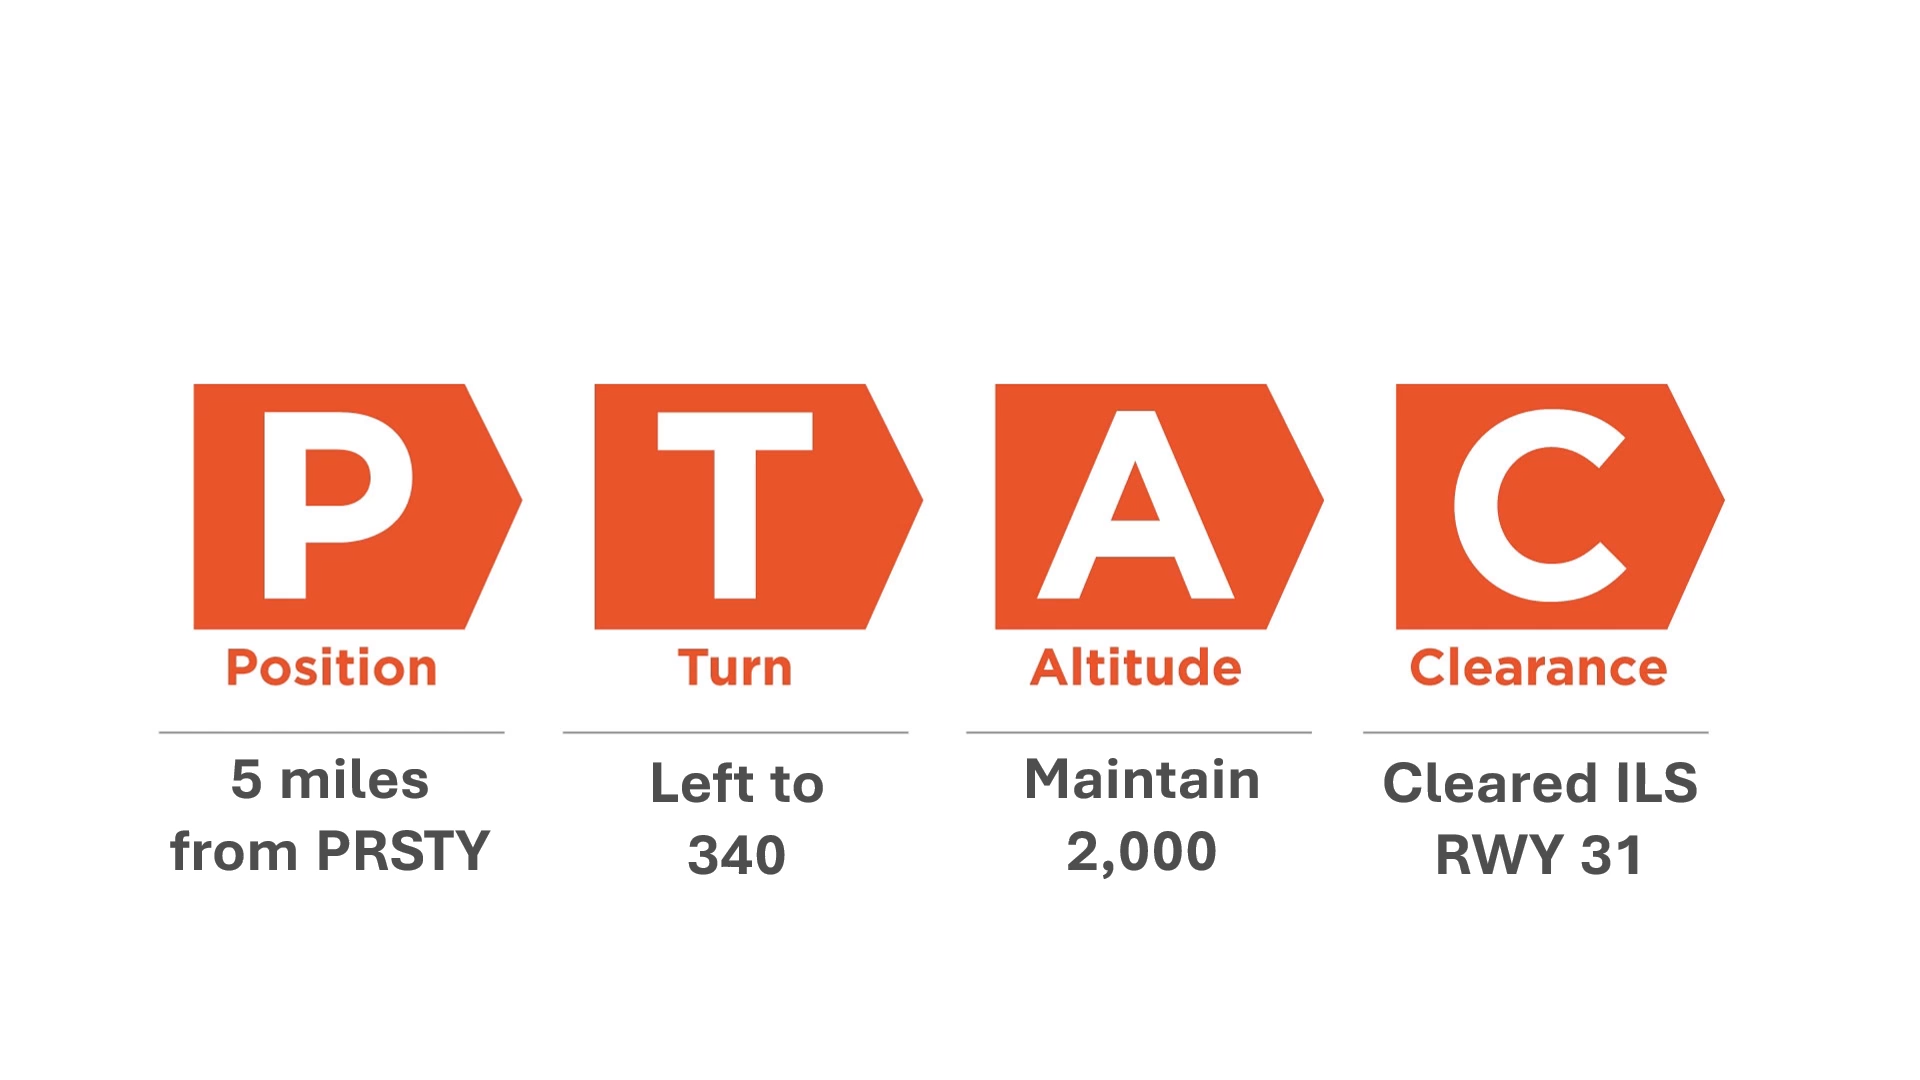 P
Position
5 miles
from PRSTY
T
Turn
Left to
340
A
Altitude
Maintain
2,000
C
Clearance
Cleared ILS
RWY 31